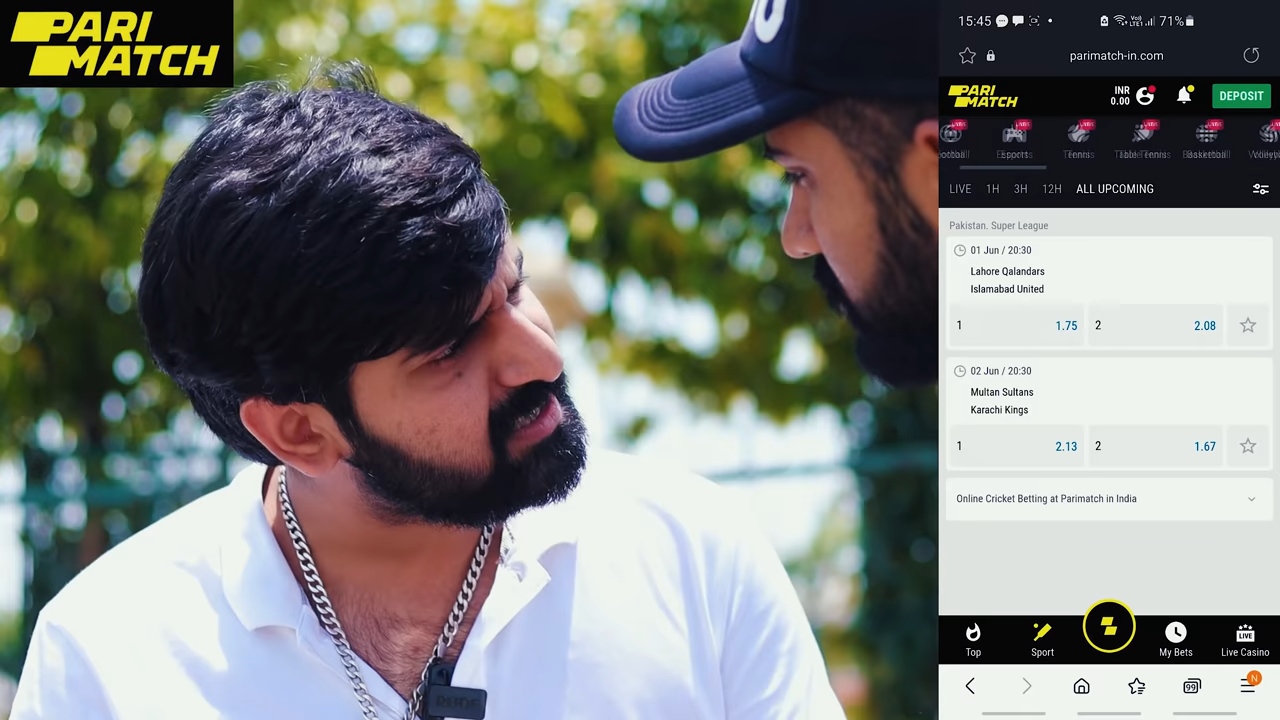 PARI
MATCH
15:45
71%
parimatch-in.com
PARI
MATCH
INR
0.00
DEPOSIT
Esports
Tennis
Table Tennis
Basketball
LIVE 1H 3H 12H ALL UPCOMING
Pakistan. Super League
01 Jun / 20:30
Lahore Qalandars
Islamabad United
1 1.75 2 2.08
02 Jun / 20:30
Multan Sultans
Karachi Kings
1 2.13 2 1.67
Online Cricket Betting at Parimatch in India
Top
Sport
My Bets
LIVE
Live Casino
99
N